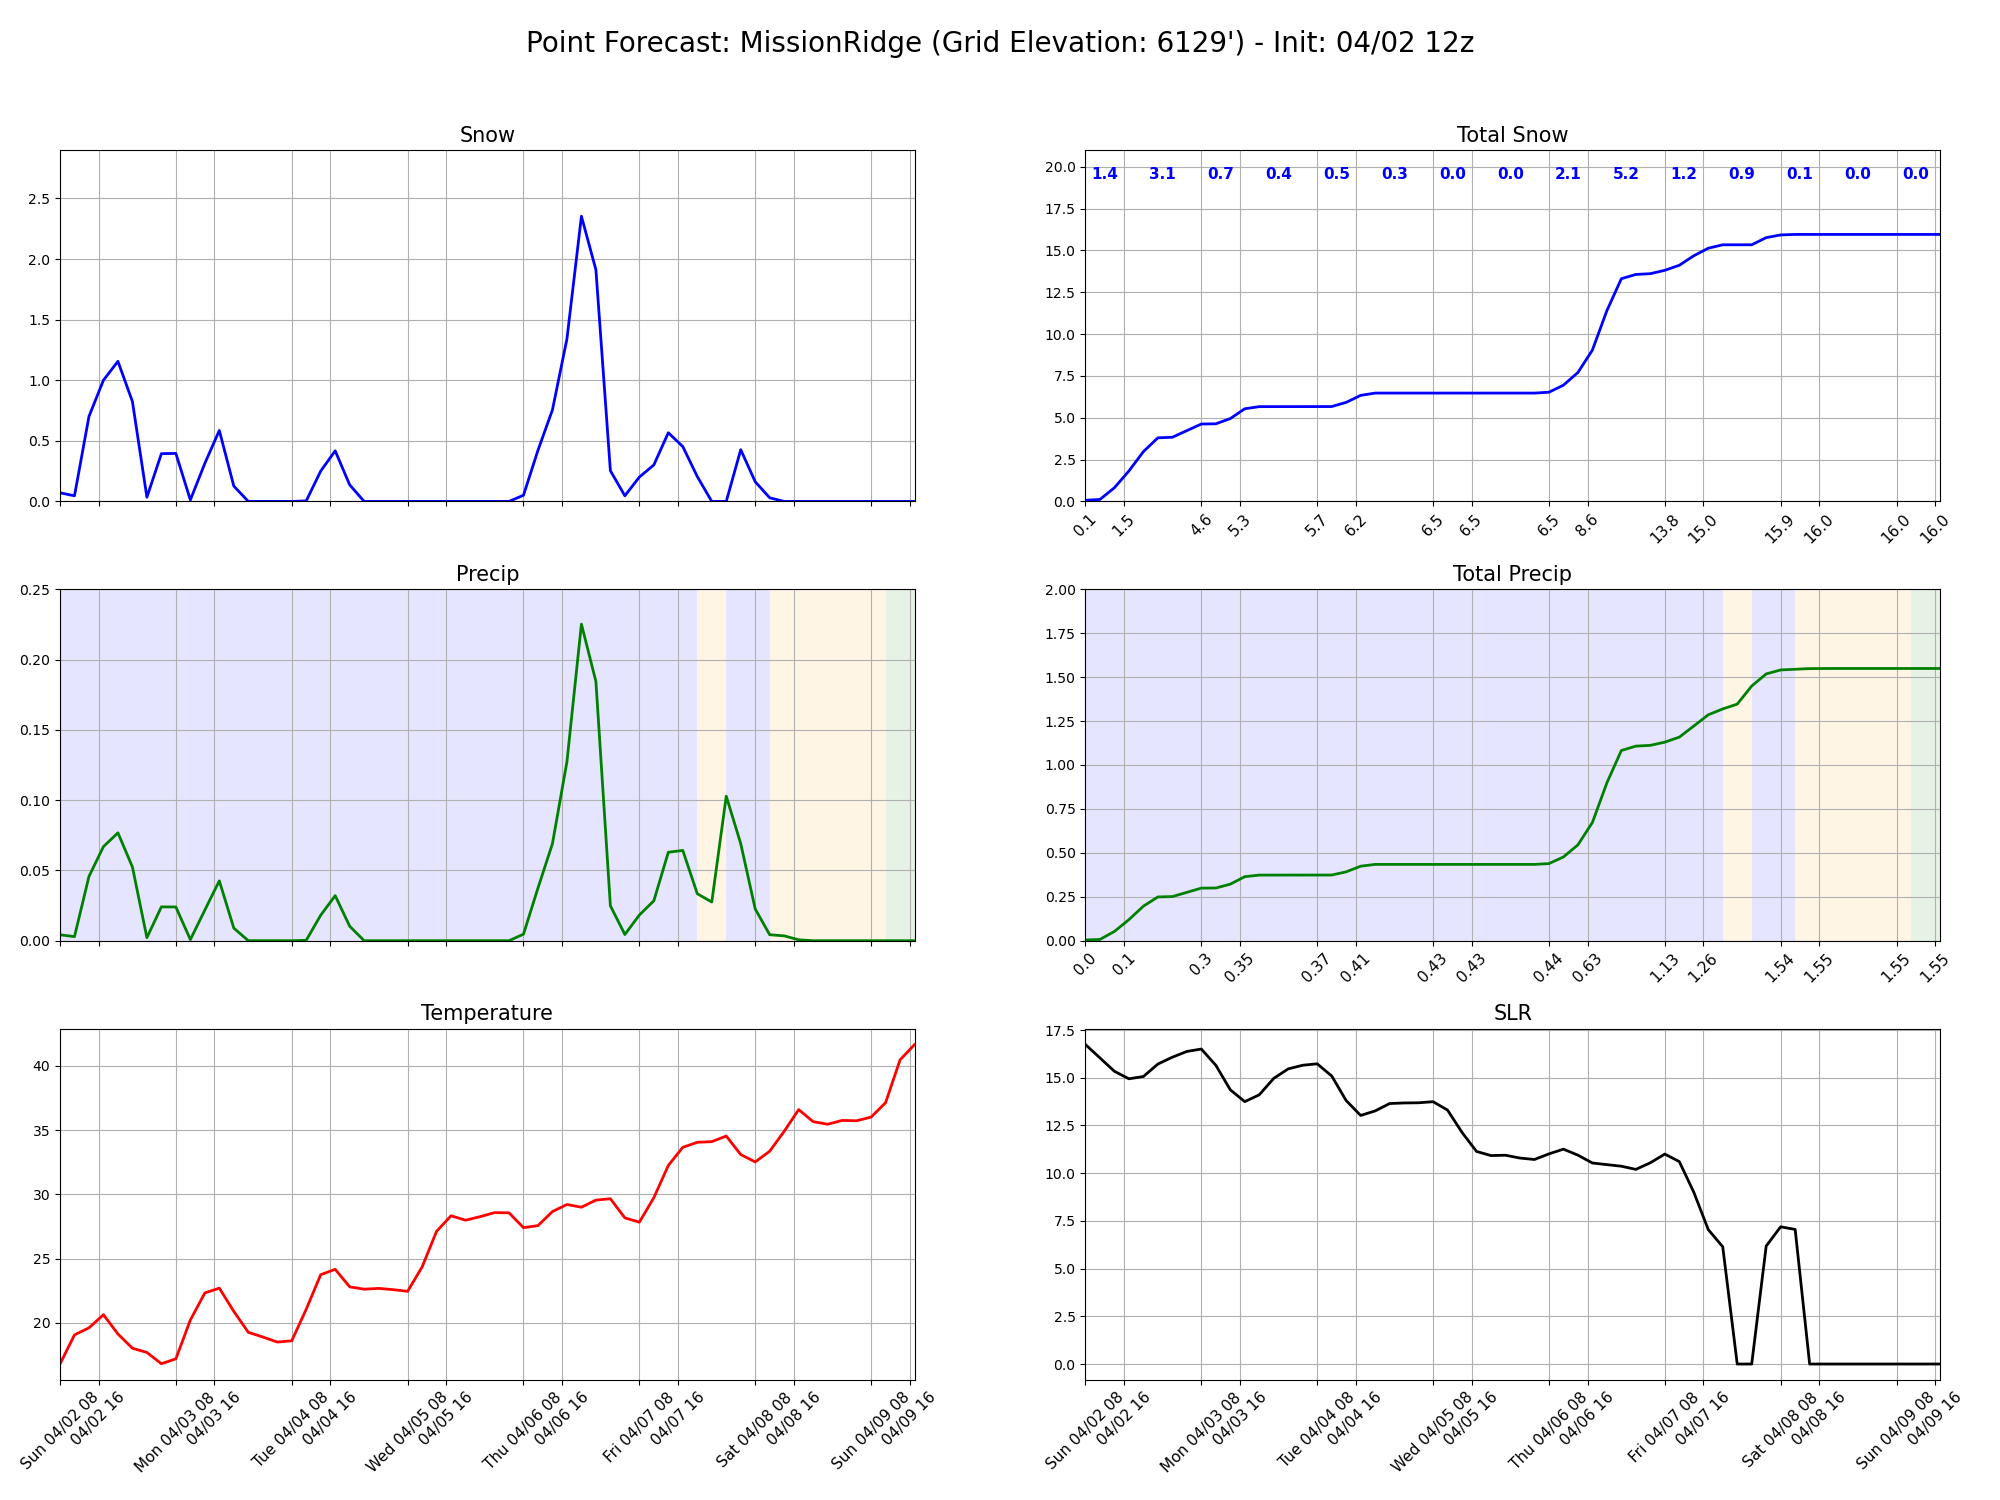 Point Forecast: MissionRidge (Grid Elevation: 6129') - Init: 04/02 12z
Snow
2.5
2.0
1.5
1.0
0.5
0.0
Total Snow
20.0
17.5
15.0
12.5
10.0
7.5
5.0
2.5
0.0
1.4 3.1 0.7 0.4 0.5 0.3 0.0 0.0 2.1 5.2 1.2 0.9 0.1 0.0 0.0
0.1 1.5 4.6 5.3 5.7 6.2 6.5 6.5 6.5 8.6 13.8 15.0 15.9 16.0 16.0 16.0
Precip
0.25
0.20
0.15
0.10
0.05
0.00
Total Precip
2.00
1.75
1.50
1.25
1.00
0.75
0.50
0.25
0.00
0.0 0.1 0.3 0.35 0.37 0.41 0.43 0.43 0.44 0.63 1.13 1.26 1.54 1.55 1.55 1.55
Temperature
40
35
30
25
20
Sun 04/02 08
04/02 16
Mon 04/03 08
04/03 16
Tue 04/04 08
04/04 16
Wed 04/05 08
04/05 16
Thu 04/06 08
04/06 16
Fri 04/07 08
04/07 16
Sat 04/08 08
04/08 16
Sun 04/09 08
04/09 16
SLR
17.5
15.0
12.5
10.0
7.5
5.0
2.5
0.0
Sun 04/02 08
04/02 16
Mon 04/03 08
04/03 16
Tue 04/04 08
04/04 16
Wed 04/05 08
04/05 16
Thu 04/06 08
04/06 16
Fri 04/07 08
04/07 16
Sat 04/08 08
04/08 16
Sun 04/09 08
04/09 16